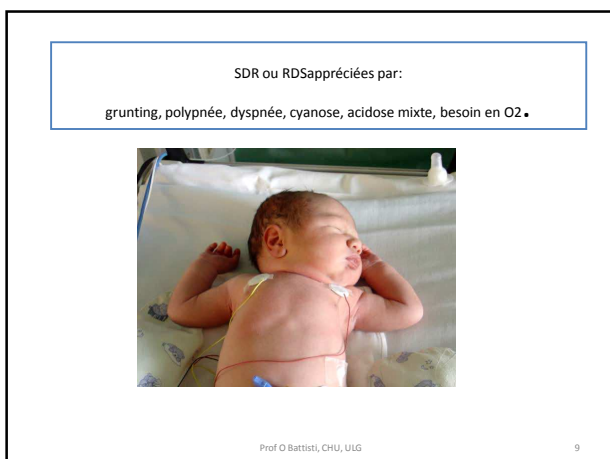 SDR ou RDSappréciées par:
grunting, polypnée, dyspnée, cyanose, acidose mixte, besoin en O2.
Prof O Battisti, CHU, ULG
9